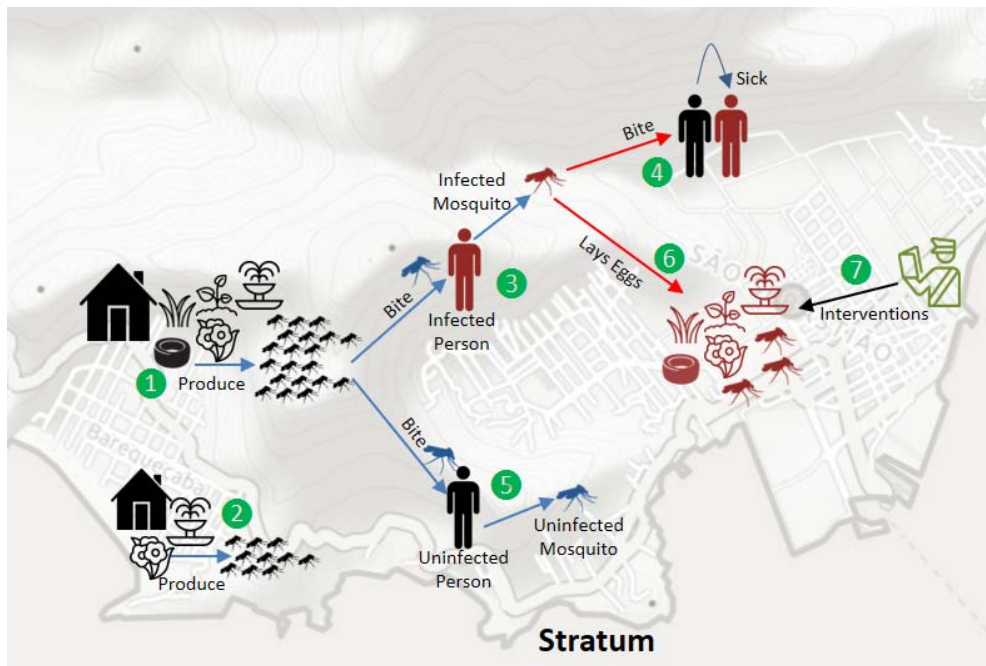 Sick
Bite
4
Infected
Mosquito
Lays Eggs
6
SÃO
7
Interventions
Bite
3
Infected
Person
1
Produce
Bite
5
Uninfected
Person
Uninfected
Mosquito
2
Produce
Stratum